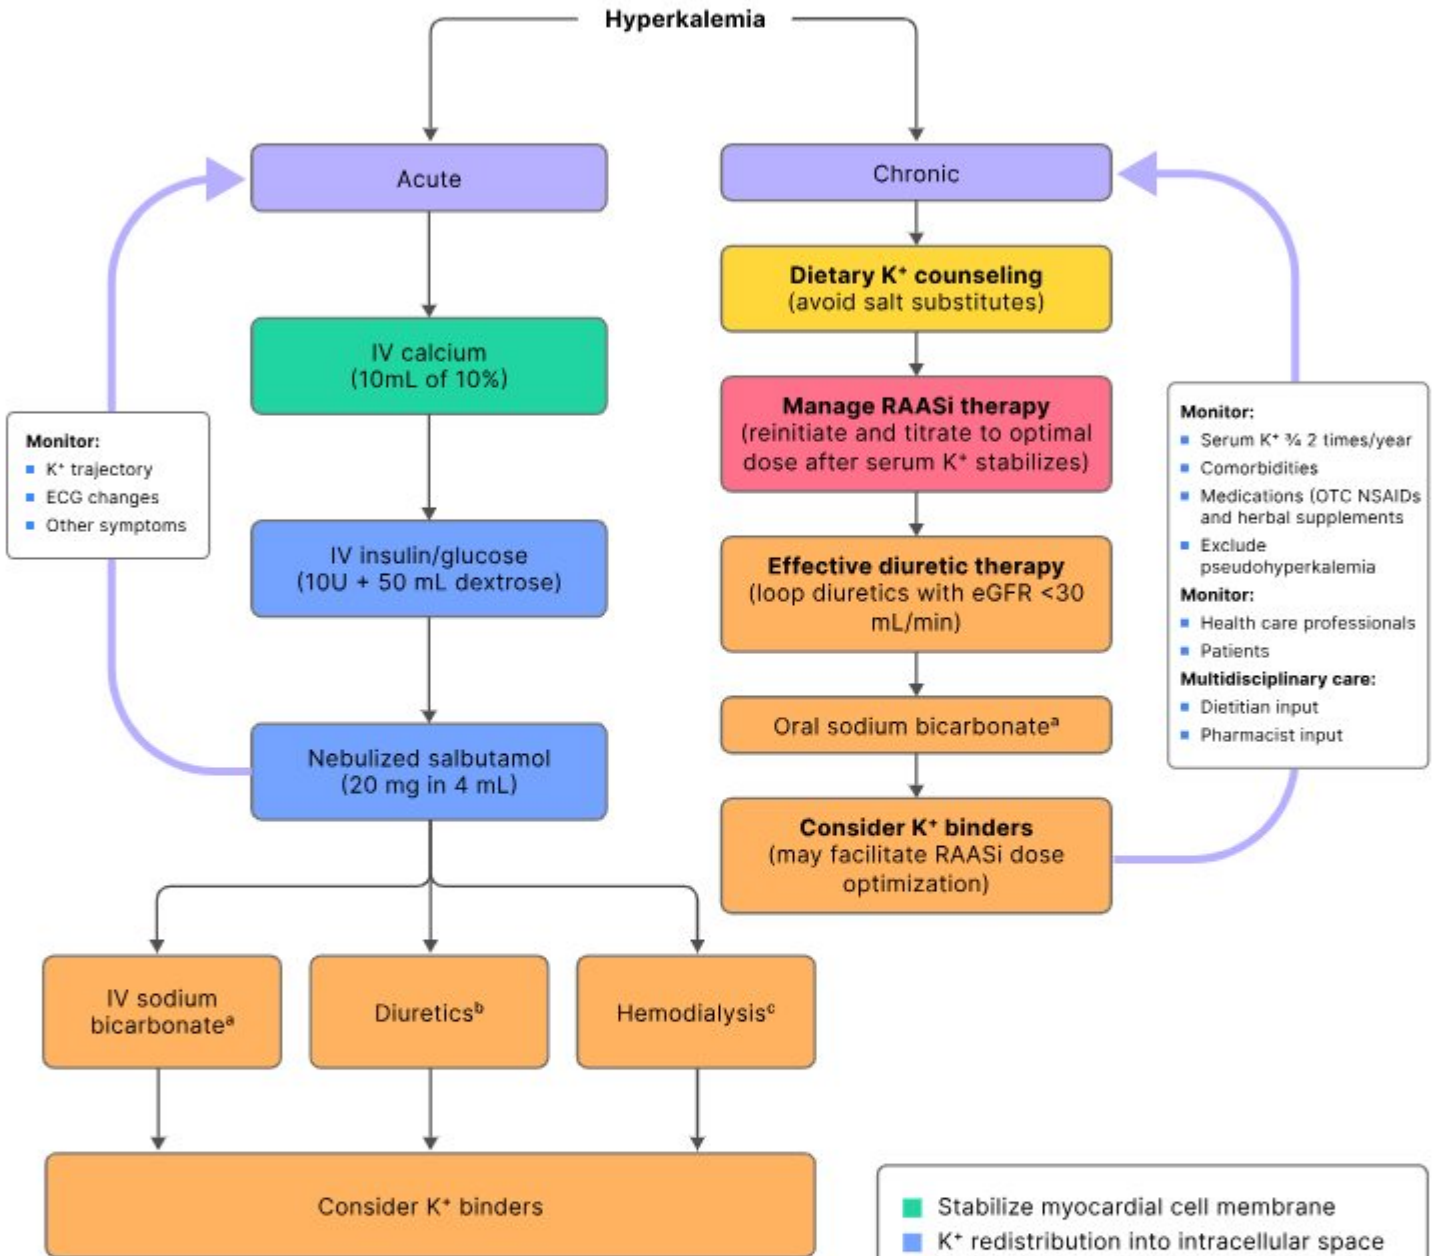 Hyperkalemia
Acute
IV calcium
(10mL of 10%)
IV insulin/glucose
(10U + 50 mL dextrose)
Nebulized salbutamol
(20 mg in 4 mL)
Monitor:
K⁺ trajectory
ECG changes
Other symptoms
IV sodium
bicarbonateᵃ
Diureticsᵇ
Hemodialysisᶜ
Consider K⁺ binders
Chronic
Dietary K⁺ counseling
(avoid salt substitutes)
Manage RAASi therapy
(reinitiate and titrate to optimal
dose after serum K⁺ stabilizes)
Effective diuretic therapy
(loop diuretics with eGFR <30
mL/min)
Oral sodium bicarbonateᵃ
Consider K⁺ binders
(may facilitate RAASi dose
optimization)
Monitor:
Serum K⁺ ¾ 2 times/year
Comorbidities
Medications (OTC NSAIDs
and herbal supplements
Exclude
pseudohyperkalemia
Monitor:
Health care professionals
Patients
Multidisciplinary care:
Dietitian input
Pharmacist input
Stabilize myocardial cell membrane
K⁺ redistribution into intracellular space